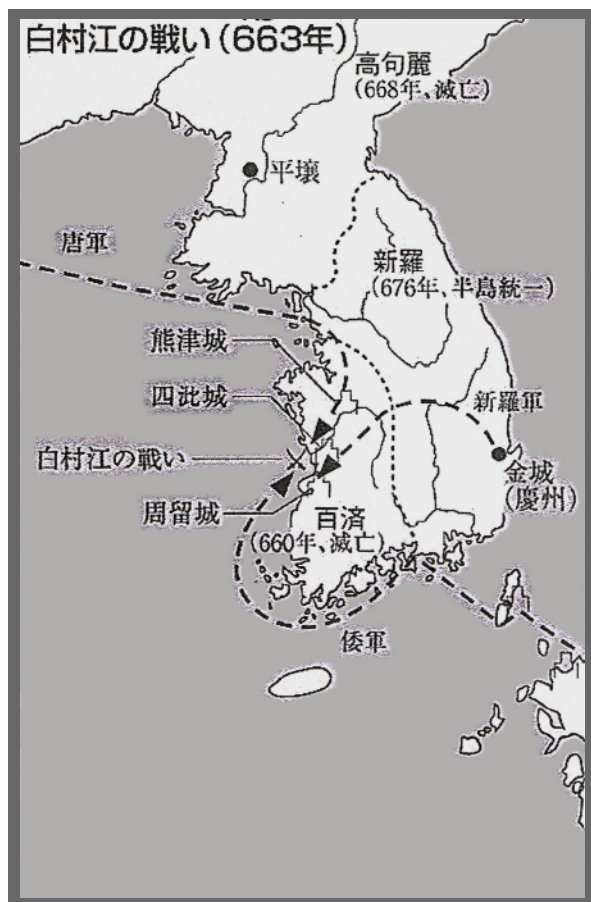 白村江の戦い(663年)
高句麗
(668年、滅亡)
平壌
唐軍
新羅
(676年、半島統一)
熊津城
四沘城
新羅軍
白村江の戦い
金城
(慶州)
周留城
百済
(660年、滅亡)
倭軍